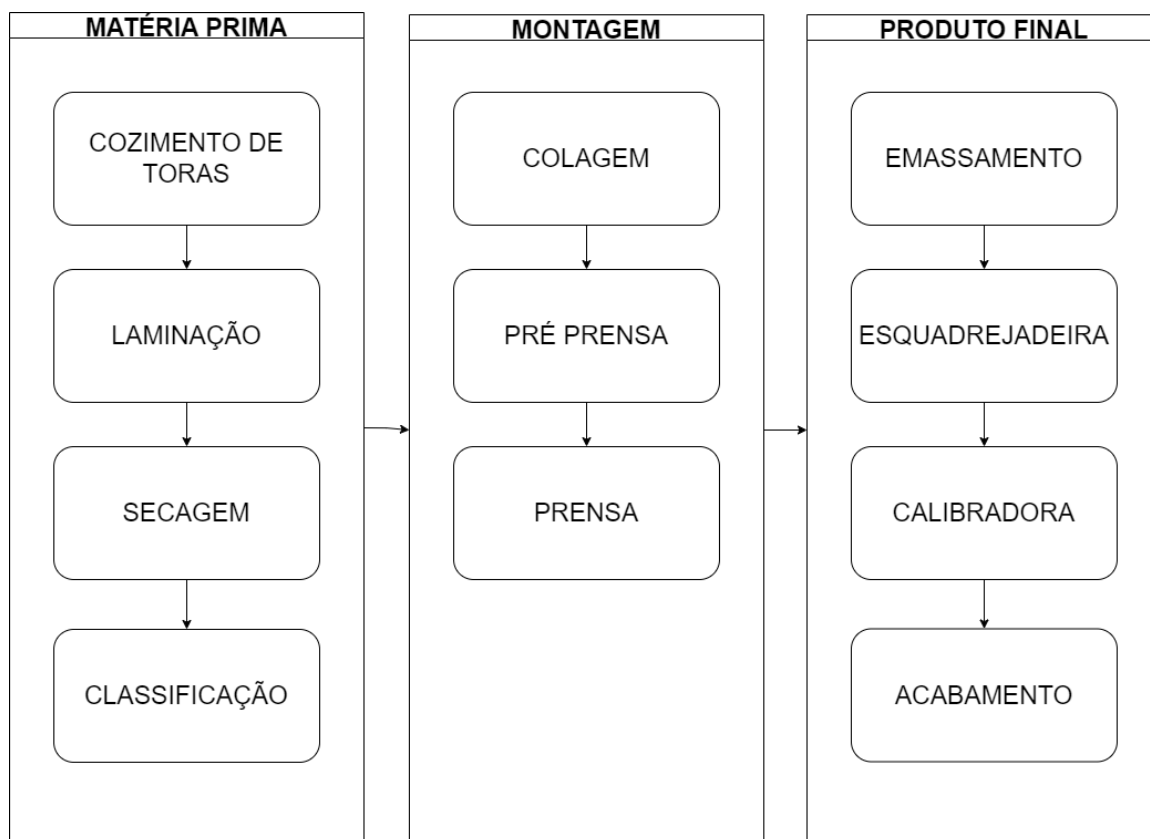 MATÉRIA PRIMA
COZIMENTO DE
TORAS
LAMINAÇÃO
SECAGEM
CLASSIFICAÇÃO
MONTAGEM
COLAGEM
PRÉ PRENSA
PRENSA
PRODUTO FINAL
EMASSAMENTO
ESQUADREJADEIRA
CALIBRADORA
ACABAMENTO